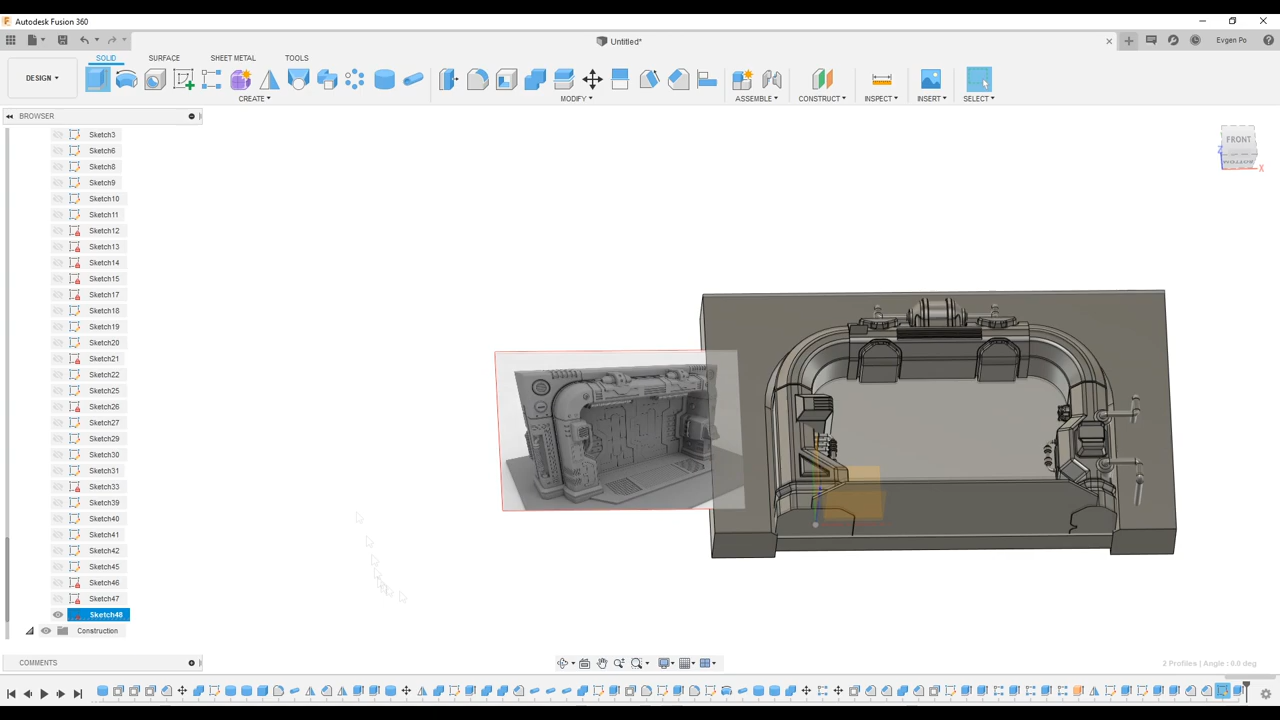 Autodesk Fusion 360
Untitled*
Evgen Po
DESIGN
SOLID
SURFACE
SHEET METAL
TOOLS
CREATE
MODIFY
ASSEMBLE
CONSTRUCT
INSPECT
INSERT
SELECT
BROWSER
Sketch3
Sketch6
Sketch8
Sketch9
Sketch10
Sketch11
Sketch12
Sketch13
Sketch14
Sketch15
Sketch17
Sketch18
Sketch19
Sketch20
Sketch21
Sketch22
Sketch25
Sketch26
Sketch27
Sketch29
Sketch30
Sketch31
Sketch33
Sketch39
Sketch40
Sketch41
Sketch42
Sketch45
Sketch46
Sketch47
Sketch48
Construction
FRONT
BOTTOM
Z
X
COMMENTS
2 Profiles | Angle : 0.0 deg